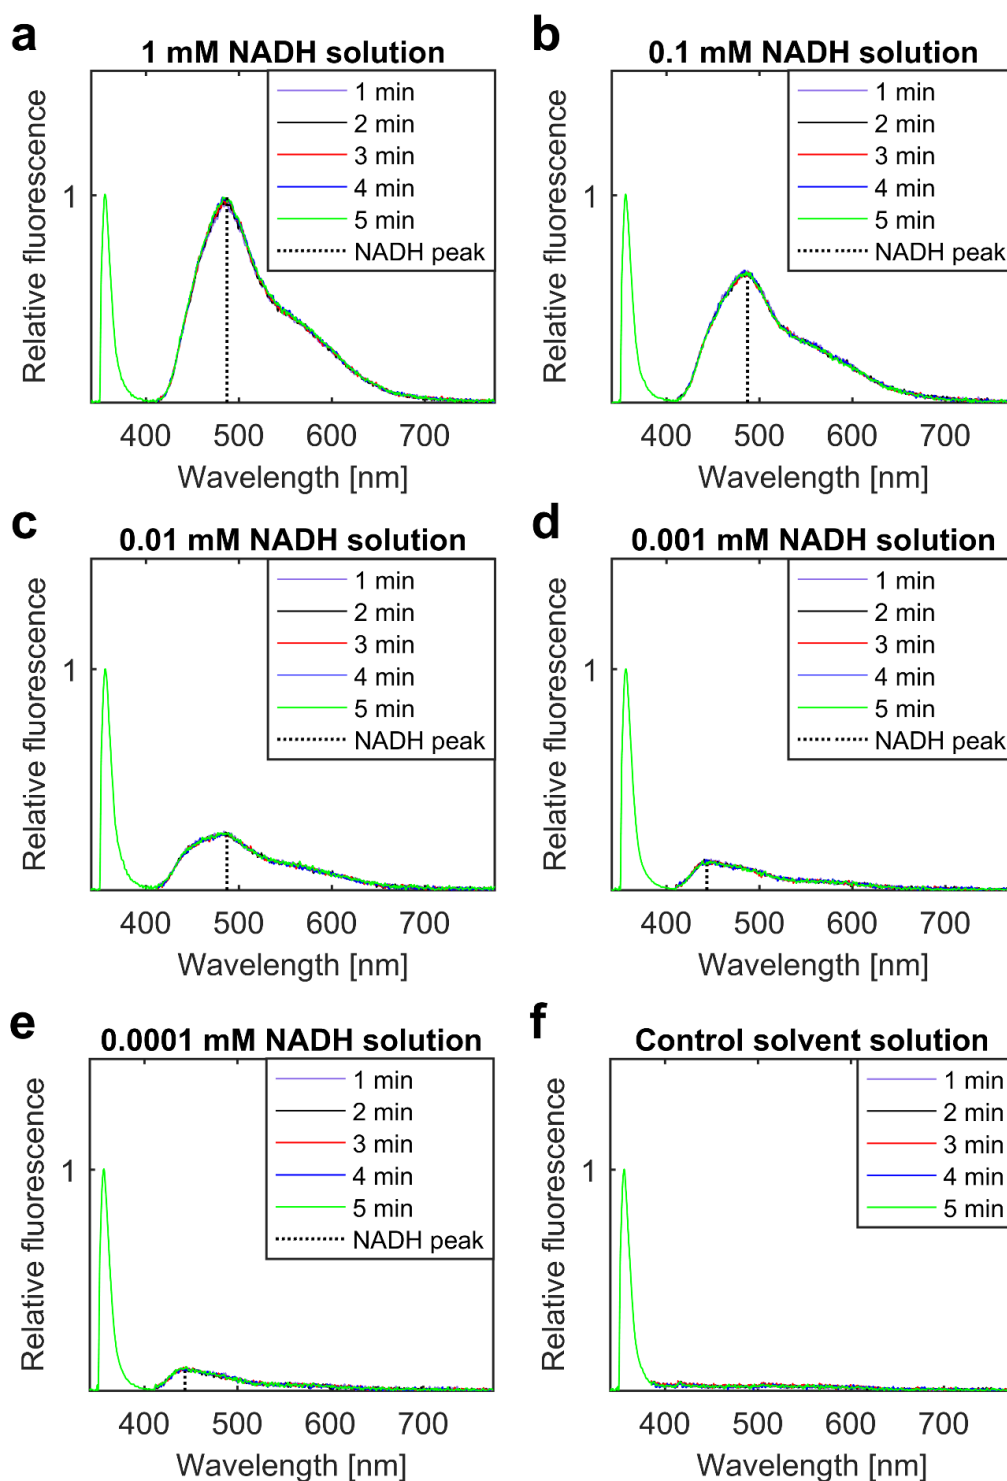 a
1 mM NADH solution
Relative fluorescence
1
1 min
2 min
3 min
4 min
5 min
NADH peak
400 500 600 700
Wavelength [nm]
b
0.1 mM NADH solution
Relative fluorescence
1
1 min
2 min
3 min
4 min
5 min
NADH peak
400 500 600 700
Wavelength [nm]
c
0.01 mM NADH solution
Relative fluorescence
1
1 min
2 min
3 min
4 min
5 min
NADH peak
400 500 600 700
Wavelength [nm]
d
0.001 mM NADH solution
Relative fluorescence
1
1 min
2 min
3 min
4 min
5 min
NADH peak
400 500 600 700
Wavelength [nm]
e
0.0001 mM NADH solution
Relative fluorescence
1
1 min
2 min
3 min
4 min
5 min
NADH peak
400 500 600 700
Wavelength [nm]
f
Control solvent solution
Relative fluorescence
1
1 min
2 min
3 min
4 min
5 min
400 500 600 700
Wavelength [nm]